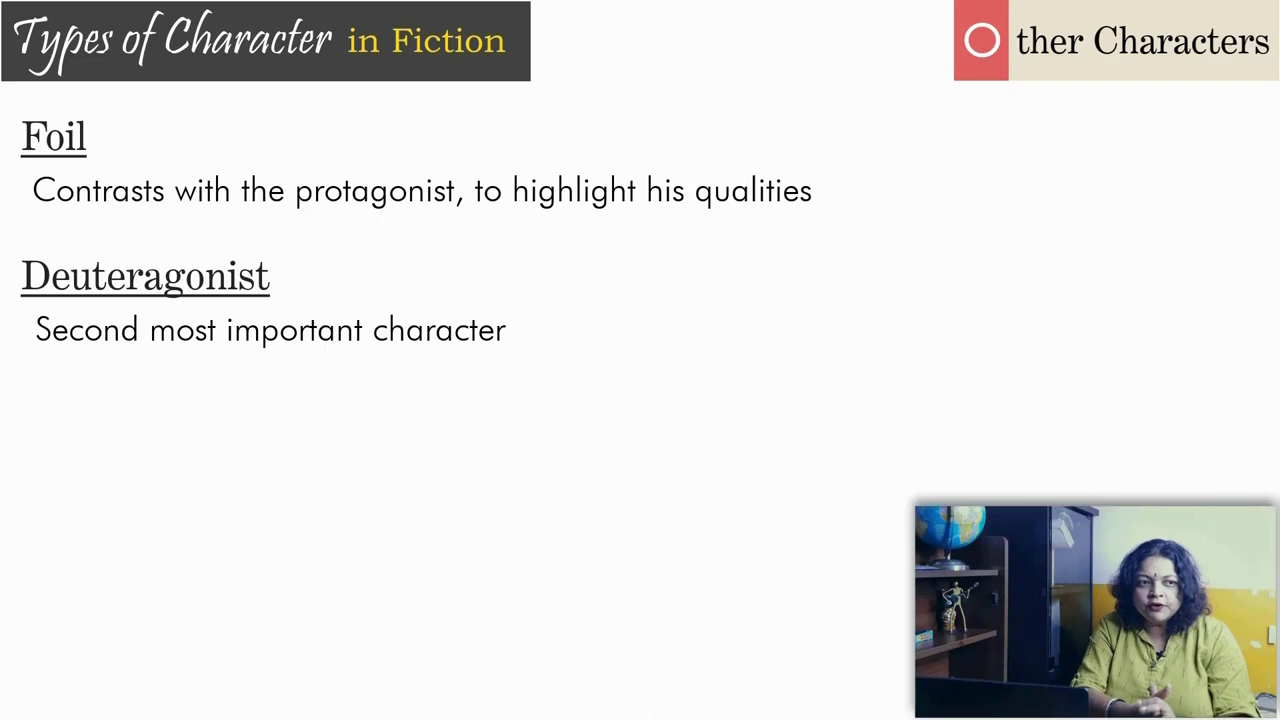 Types of Character in Fiction
Other Characters
Foil
Contrasts with the protagonist, to highlight his qualities
Deuteragonist
Second most important character